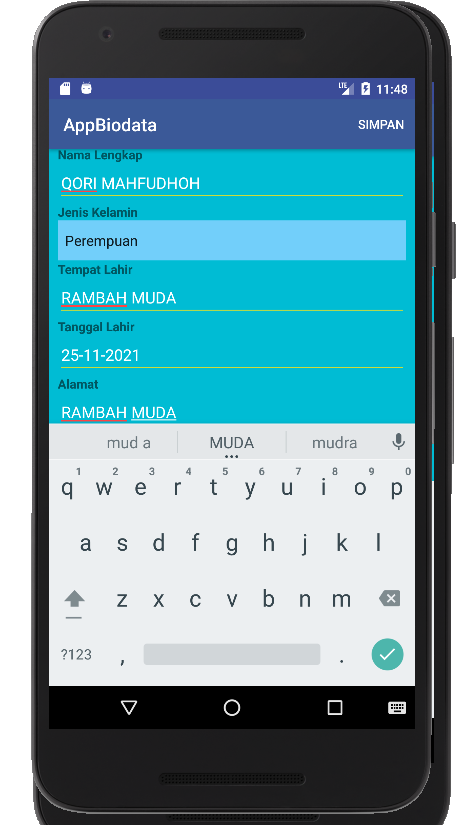 LTE 11:48
AppBiodata SIMPAN
Nama Lengkap
QORI MAHFUDHOH
Jenis Kelamin
Perempuan
Tempat Lahir
RAMBAH MUDA
Tanggal Lahir
25-11-2021
Alamat
RAMBAH MUDA
mud a MUDA mudra
1 2 3 4 5 6 7 8 9 0
q w e r t y u i o p
a s d f g h j k l
z x c v b n m
?123 , .